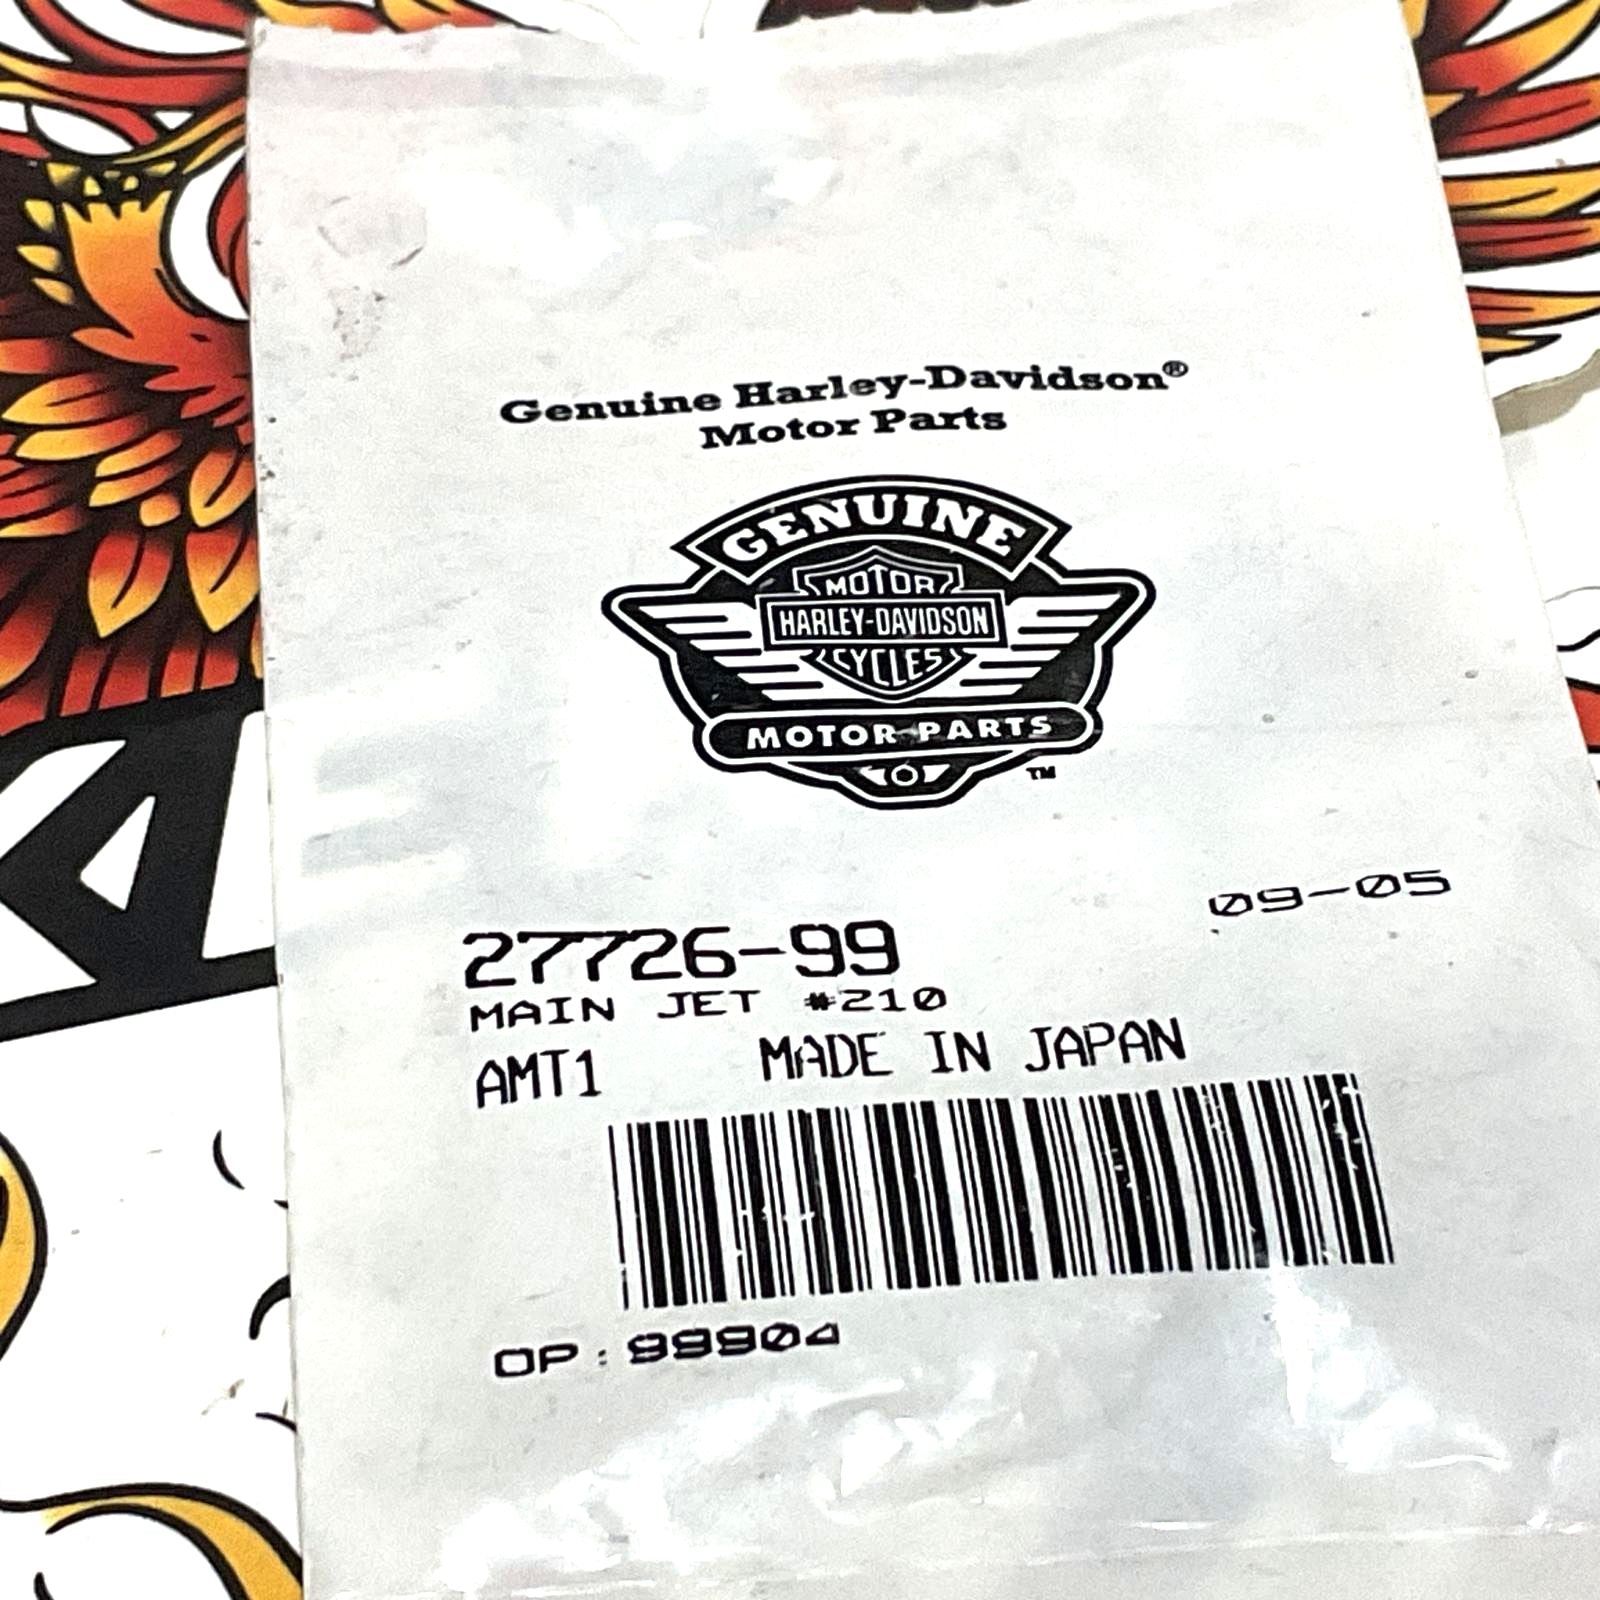 Genuine Harley-Davidson®
Motor Parts
GENUINE
MOTOR
HARLEY-DAVIDSON
CYCLES
MOTOR PARTS
TM
09-05
27726-99
MAIN JET #210
AMT1 MADE IN JAPAN
OP:99904